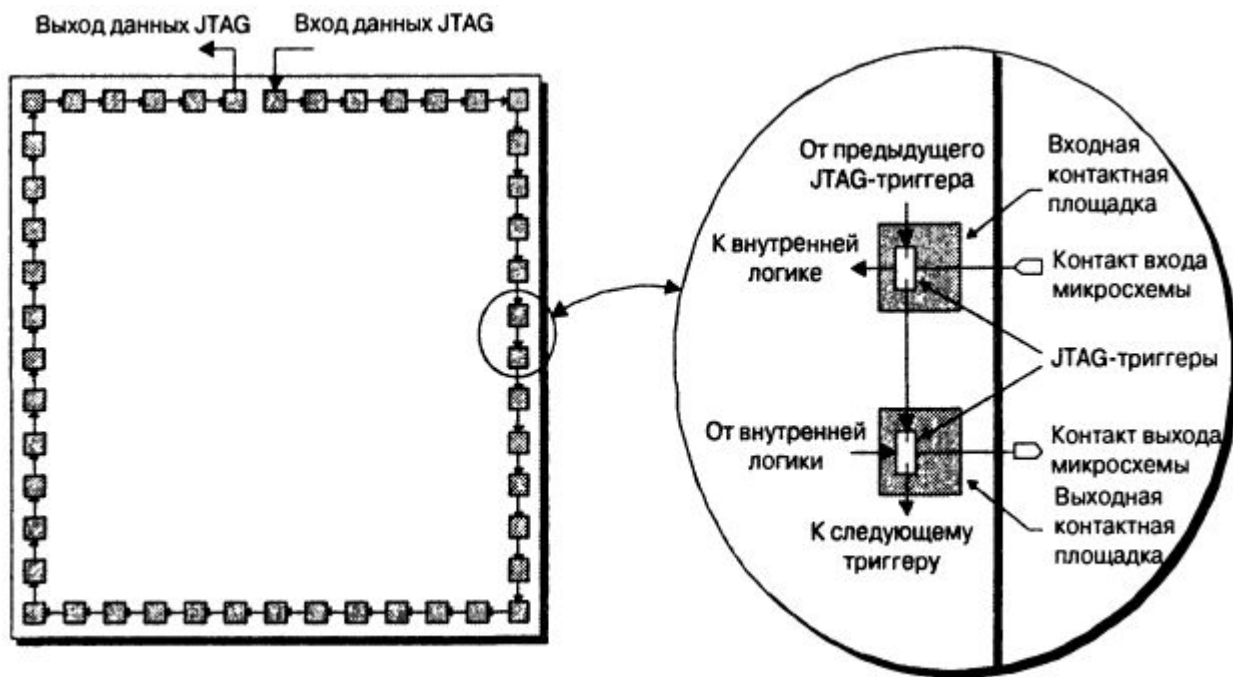 Выход данных JTAG
Вход данных JTAG
От предыдущего
JTAG-триггера
Входная
контактная
площадка
К внутренней
логике
Контакт входа
микросхемы
JTAG-триггеры
От внутренней
логики
Контакт выхода
микросхемы
Выходная
контактная
площадка
К следующему
триггеру